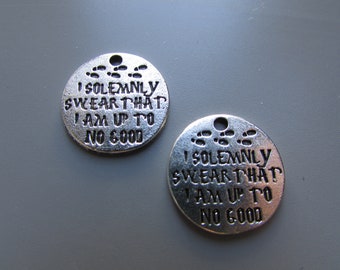 I SOLEMNLY
SWEAR THAT
I AM UP TO
NO GOOD
I SOLEMNLY
SWEAR THAT
I AM UP TO
NO GOOD